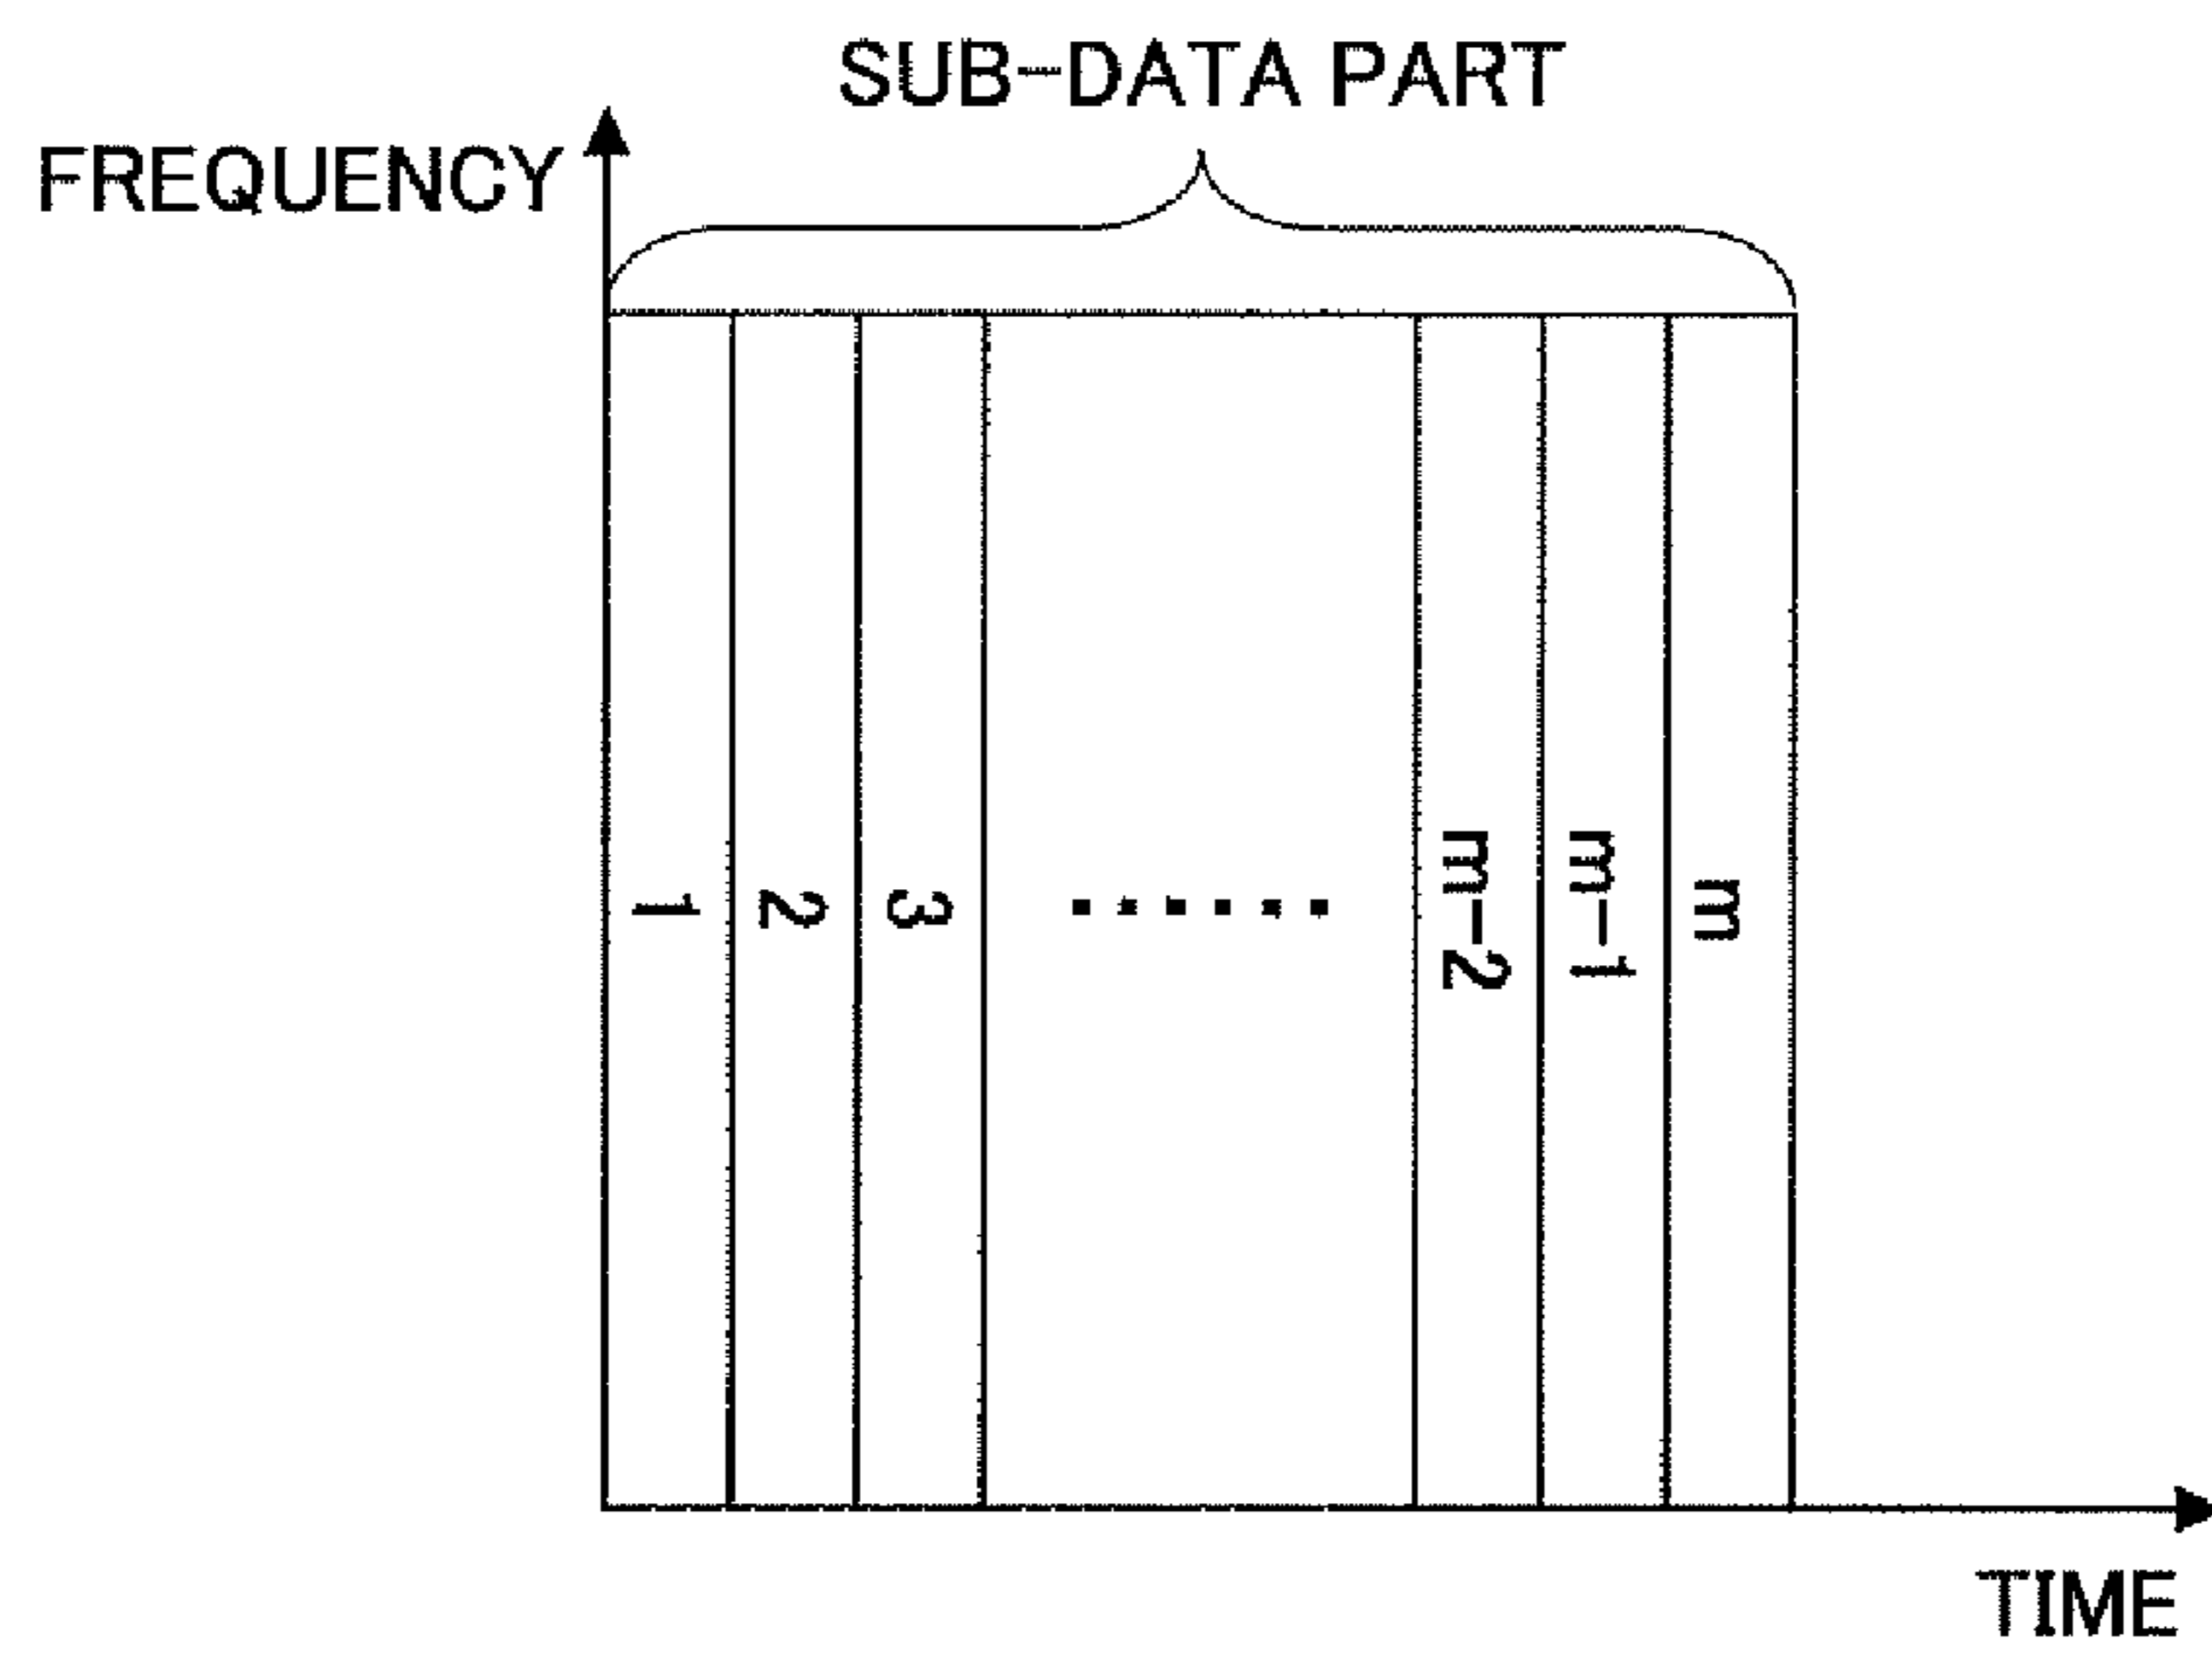 SUB-DATA PART
FREQUENCY
1
2
3
......
m-2
m-1
m
TIME